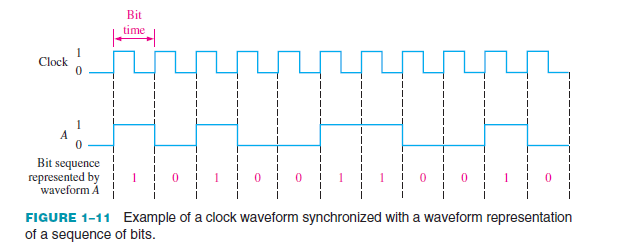 Bit
time
Clock 1
0
A 1
0
Bit sequence
represented by 1 0 1 0 0 1 1 0 0 1 0
waveform A
FIGURE 1–11 Example of a clock waveform synchronized with a waveform representation
of a sequence of bits.